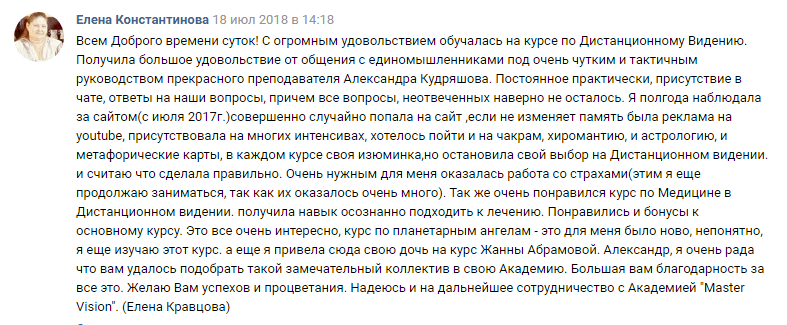 Елена Константинова 18 июл 2018 в 14:18
Всем Доброго времени суток! С огромным удовольствием обучалась на курсе по Дистанционному Видению.
Получила большое удовольствие от общения с единомышленниками под очень чутким и тактичным
руководством прекрасного преподавателя Александра Кудряшова. Постоянное практически, присутствие в
чате, ответы на наши вопросы, причем все вопросы, неотвеченных наверно не осталось. Я полгода наблюдала
за сайтом(с июля 2017г.)совершенно случайно попала на сайт ,если не изменяет память была реклама на
youtube, присутствовала на многих интенсивах, хотелось пойти и на чакрам, хиромантию, и астрологию, и
метафорические карты, в каждом курсе своя изюминка,но остановила свой выбор на Дистанционном видении.
и считаю что сделала правильно. Очень нужным для меня оказалась работа со страхами(этим я еще
продолжаю заниматься, так как их оказалось очень много). Так же очень понравился курс по Медицине в
Дистанционном видении. получила навык осознанно подходить к лечению. Понравились и бонусы к
основному курсу. Это все очень интересно, курс по планетарным ангелам - это для меня было ново, непонятно,
я еще изучаю этот курс. а еще я привела сюда свою дочь на курс Жанны Абрамовой. Александр, я очень рада
что вам удалось подобрать такой замечательный коллектив в свою Академию. Большая вам благодарность за
все это. Желаю Вам успехов и процветания. Надеюсь и на дальнейшее сотрудничество с Академией "Master
Vision". (Елена Кравцова)